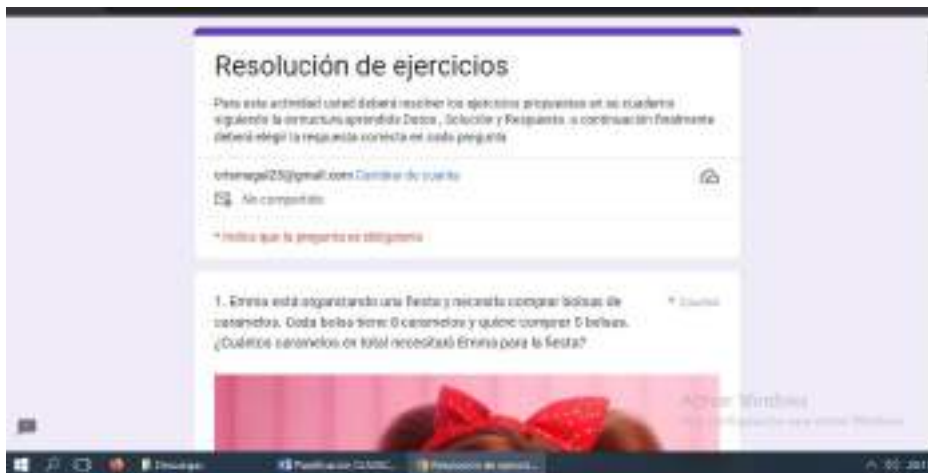 Resolución de ejercicios
Para esta actividad usted deberá resolver los ejercicios propuestos en su cuaderno
siguiendo la estructura aprendida Datos, Solución y Respuesta, a continuación finalmente
deberá elegir la respuesta correcta en cada pregunta
Cambiar de cuenta
No compartido
* Indica que la pregunta es obligatoria
1. Emma está organizando una fiesta y necesita comprar bolsas de
caramelos. Cada bolsa tiene 8 caramelos y quiere comprar 5 bolsas.
¿Cuántos caramelos en total necesitará Emma para la fiesta?
Activar Windows